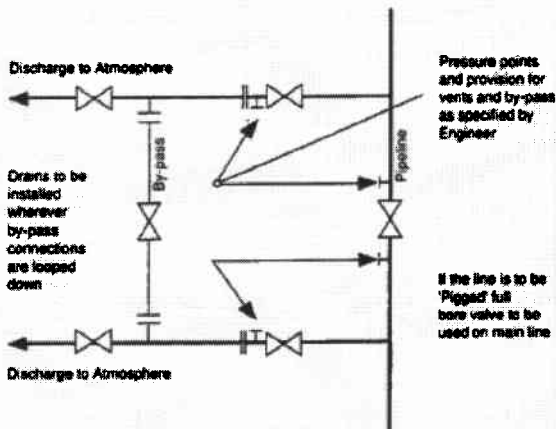 Discharge to Atmosphere
Pressure points
and provision for
vents and by-pass
as specified by
Engineer
By-pass
Pipeline
Drains to be
installed
wherever
by-pass
connections
are looped
down
If the line is to be
'Pigged' full
bore valve to be
used on main line
Discharge to Atmosphere